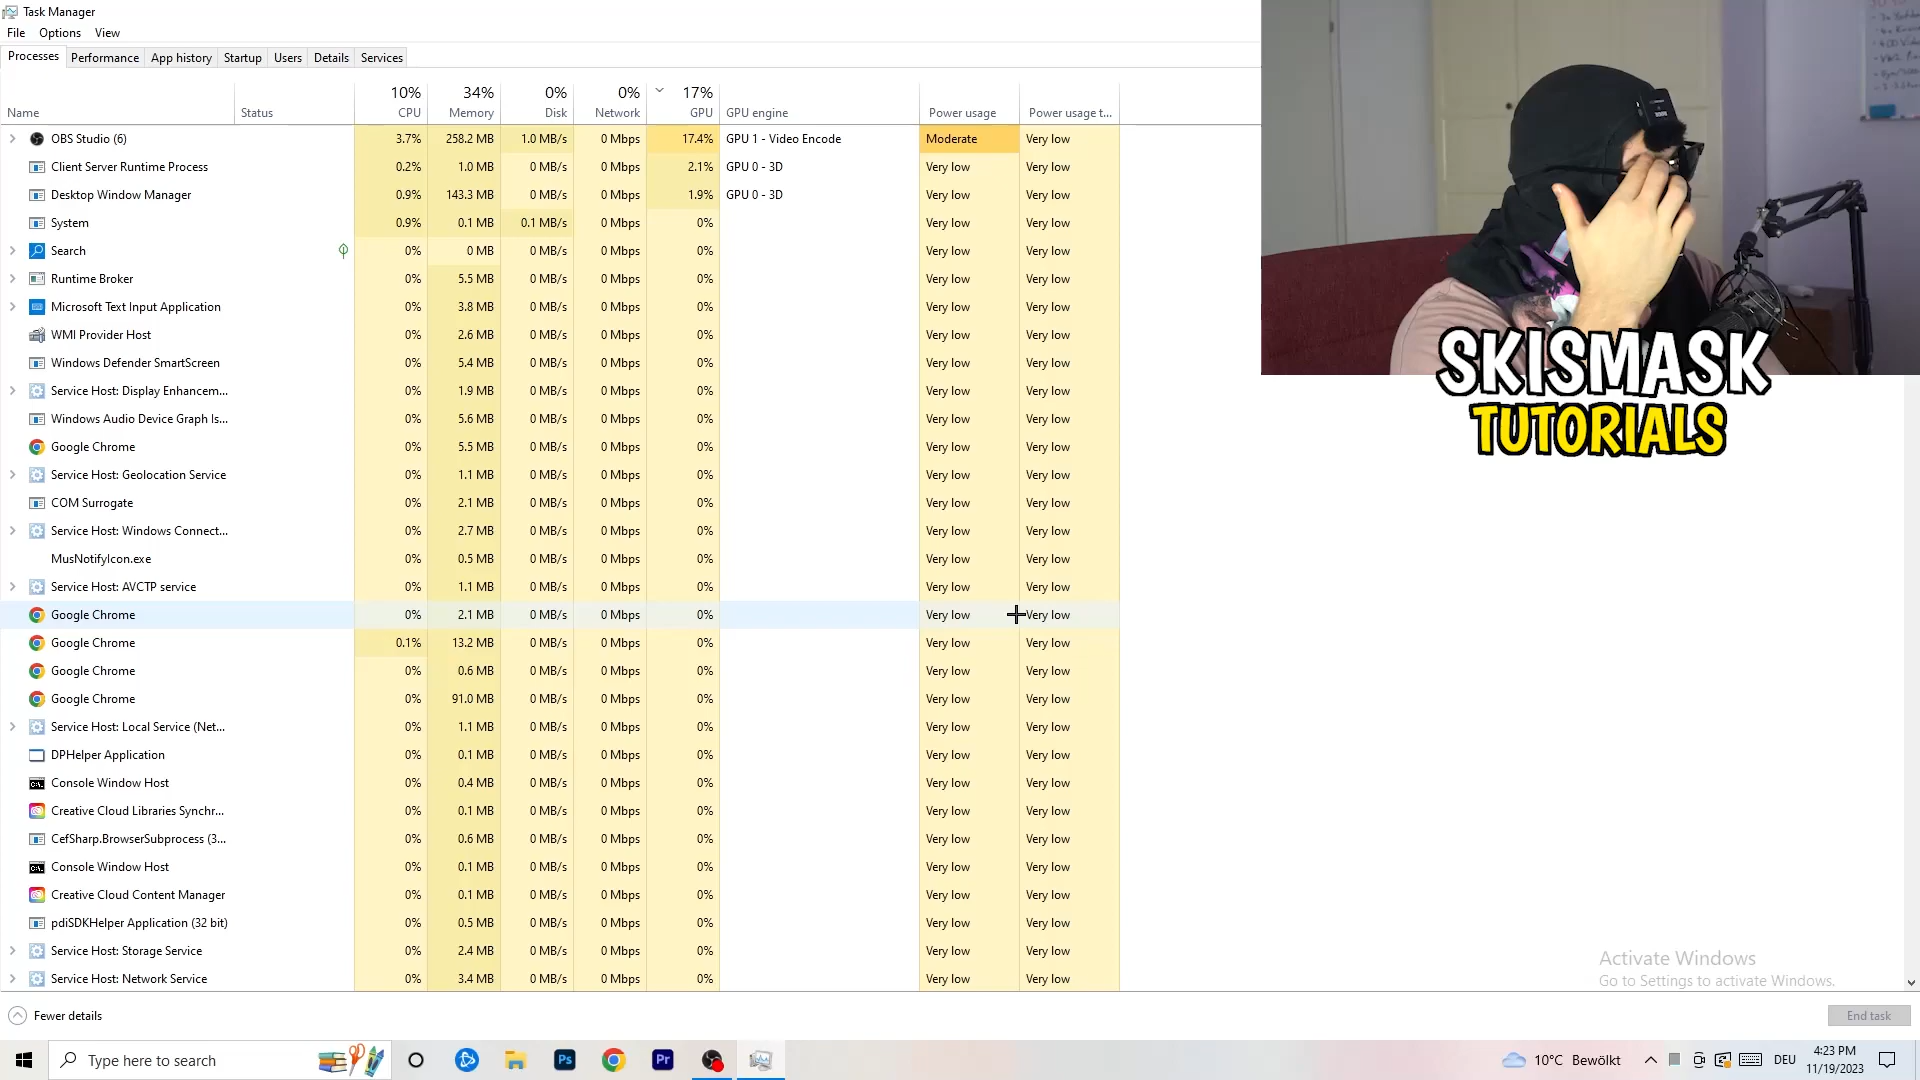 Task Manager
File Options View
Processes Performance App history Startup Users Details Services
10% 34% 0% 0% 17%
Name Status CPU Memory Disk Network GPU GPU engine Power usage Power usage t...
OBS Studio (6) 3.7% 258.2 MB 1.0 MB/s 0 Mbps 17.4% GPU 1 - Video Encode Moderate Very low
Client Server Runtime Process 0.2% 1.0 MB 0 MB/s 0 Mbps 2.1% GPU 0 - 3D Very low Very low
Desktop Window Manager 0.9% 143.3 MB 0 MB/s 0 Mbps 1.9% GPU 0 - 3D Very low Very low
System 0.9% 0.1 MB 0.1 MB/s 0 Mbps 0% Very low Very low
Search 0% 0 MB 0 MB/s 0 Mbps 0% Very low Very low
Runtime Broker 0% 5.5 MB 0 MB/s 0 Mbps 0% Very low Very low
Microsoft Text Input Application 0% 3.8 MB 0 MB/s 0 Mbps 0% Very low Very low
WMI Provider Host 0% 2.6 MB 0 MB/s 0 Mbps 0% Very low Very low
Windows Defender SmartScreen 0% 5.4 MB 0 MB/s 0 Mbps 0% Very low Very low
Service Host: Display Enhancem... 0% 1.9 MB 0 MB/s 0 Mbps 0% Very low Very low
Windows Audio Device Graph Is... 0% 5.6 MB 0 MB/s 0 Mbps 0% Very low Very low
Google Chrome 0% 5.5 MB 0 MB/s 0 Mbps 0% Very low Very low
Service Host: Geolocation Service 0% 1.1 MB 0 MB/s 0 Mbps 0% Very low Very low
COM Surrogate 0% 2.1 MB 0 MB/s 0 Mbps 0% Very low Very low
Service Host: Windows Connect... 0% 2.7 MB 0 MB/s 0 Mbps 0% Very low Very low
MusNotifyIcon.exe 0% 0.5 MB 0 MB/s 0 Mbps 0% Very low Very low
Service Host: AVCTP service 0% 1.1 MB 0 MB/s 0 Mbps 0% Very low Very low
Google Chrome 0% 2.1 MB 0 MB/s 0 Mbps 0% Very low Very low
Google Chrome 0.1% 13.2 MB 0 MB/s 0 Mbps 0% Very low Very low
Google Chrome 0% 0.6 MB 0 MB/s 0 Mbps 0% Very low Very low
Google Chrome 0% 91.0 MB 0 MB/s 0 Mbps 0% Very low Very low
Service Host: Local Service (Net... 0% 1.1 MB 0 MB/s 0 Mbps 0% Very low Very low
DPHelper Application 0% 0.1 MB 0 MB/s 0 Mbps 0% Very low Very low
Console Window Host 0% 0.4 MB 0 MB/s 0 Mbps 0% Very low Very low
Creative Cloud Libraries Synchr... 0% 0.1 MB 0 MB/s 0 Mbps 0% Very low Very low
CefSharp.BrowserSubprocess (3... 0% 0.6 MB 0 MB/s 0 Mbps 0% Very low Very low
Console Window Host 0% 0.1 MB 0 MB/s 0 Mbps 0% Very low Very low
Creative Cloud Content Manager 0% 0.1 MB 0 MB/s 0 Mbps 0% Very low Very low
pdiSDKHelper Application (32 bit) 0% 0.5 MB 0 MB/s 0 Mbps 0% Very low Very low
Service Host: Storage Service 0% 2.4 MB 0 MB/s 0 Mbps 0% Very low Very low
Service Host: Network Service 0% 3.4 MB 0 MB/s 0 Mbps 0% Very low Very low
SKISMASK
TUTORIALS
Activate Windows
Go to Settings to activate Windows.
Fewer details End task
Type here to search Ps Pr 10°C Bewölkt DEU 4:23 PM
11/19/2023